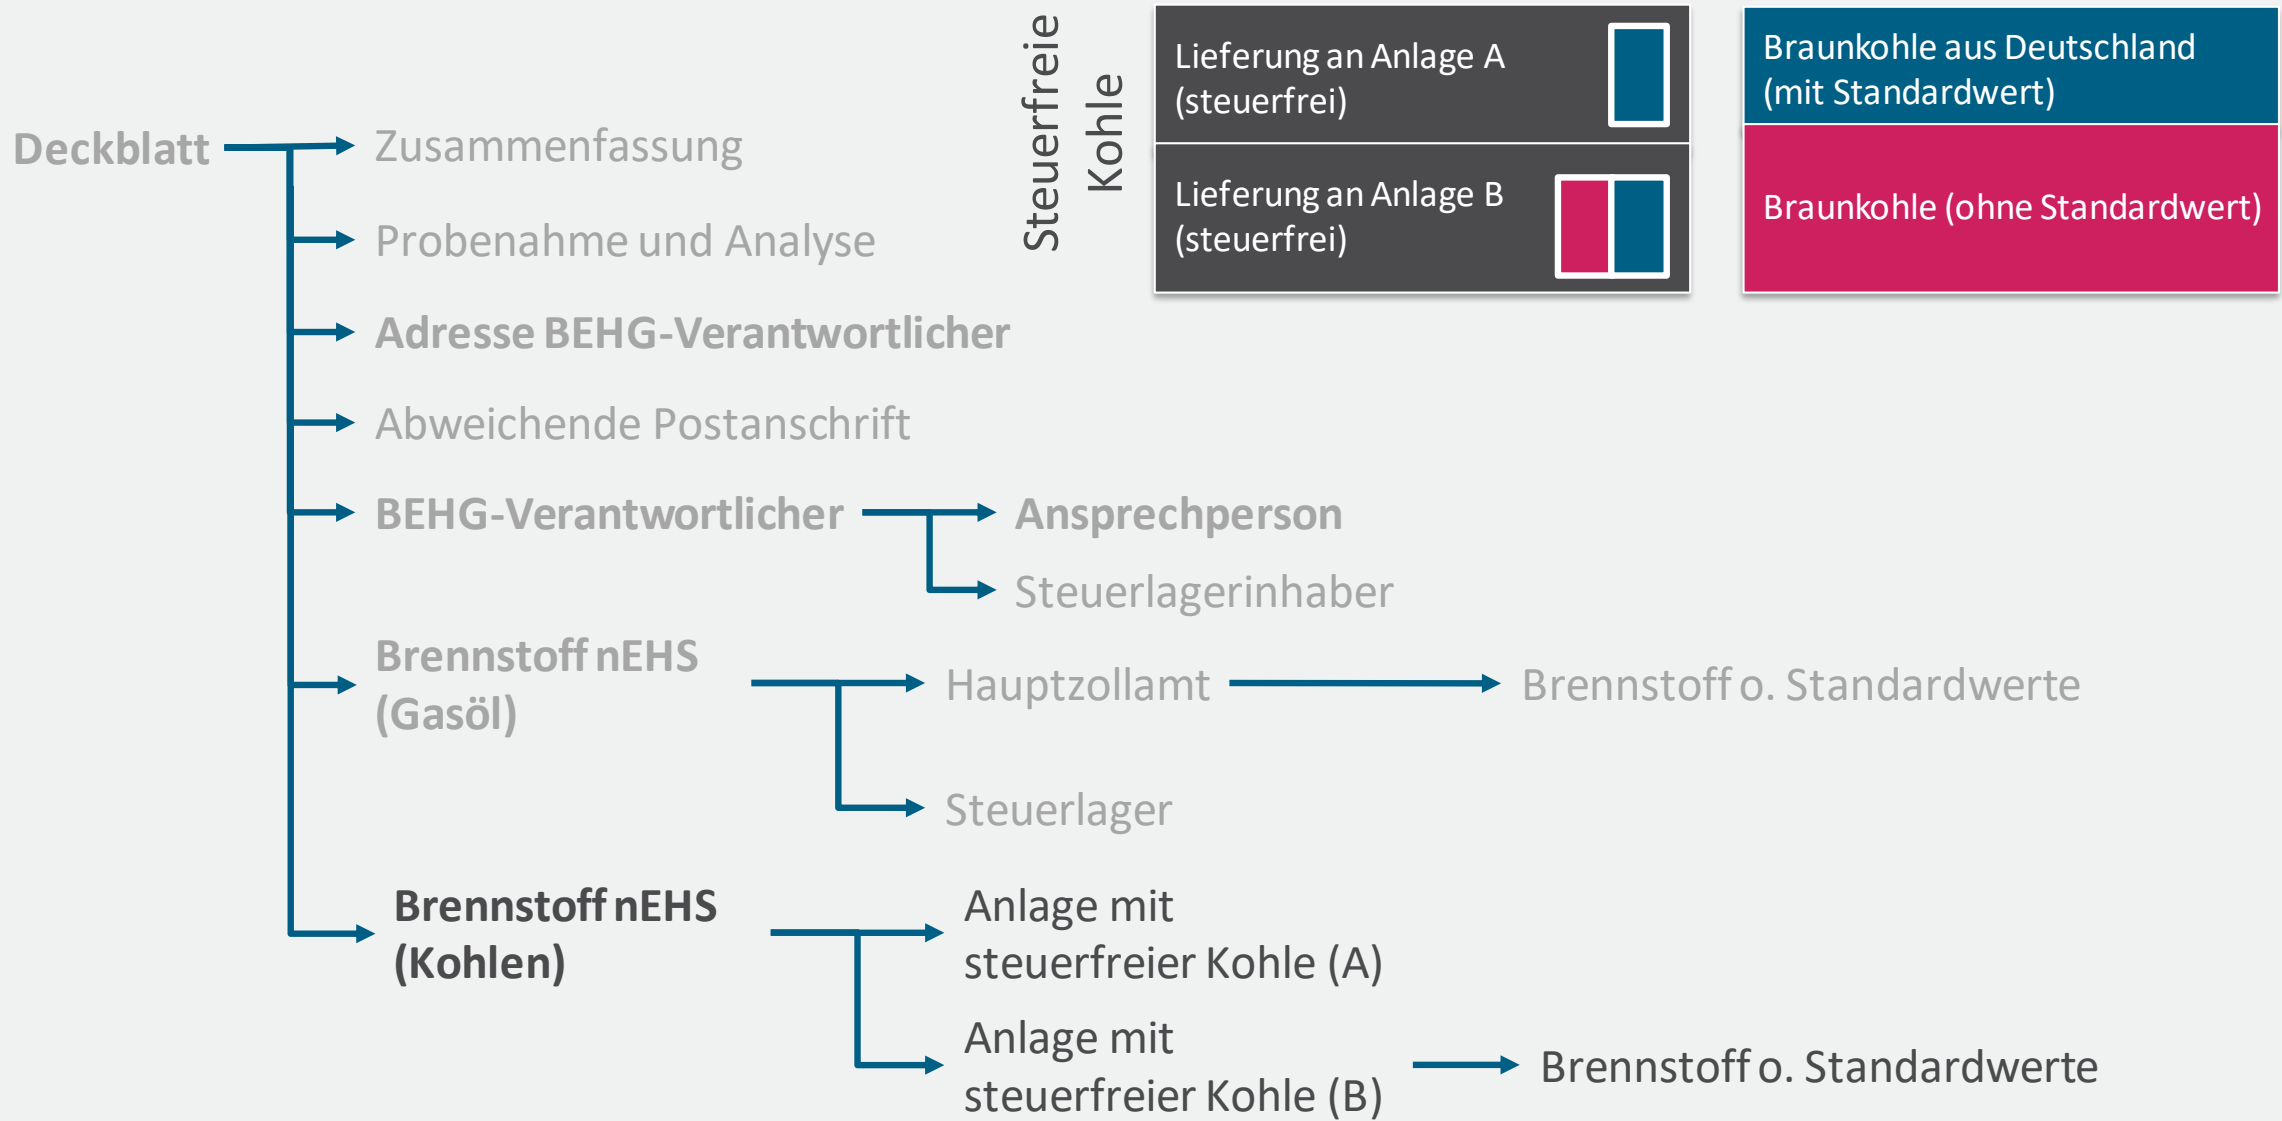 Steuerfreie
Kohle
Lieferung an Anlage A
(steuerfrei)
Lieferung an Anlage B
(steuerfrei)
Braunkohle aus Deutschland
(mit Standardwert)
Braunkohle (ohne Standardwert)
Deckblatt
Zusammenfassung
Probenahme und Analyse
Adresse BEHG-Verantwortlicher
Abweichende Postanschrift
BEHG-Verantwortlicher
Ansprechperson
Steuerlagerinhaber
Brennstoff nEHS
(Gasöl)
Hauptzollamt
Brennstoff o. Standardwerte
Steuerlager
Brennstoff nEHS
(Kohlen)
Anlage mit
steuerfreier Kohle (A)
Anlage mit
steuerfreier Kohle (B)
Brennstoff o. Standardwerte